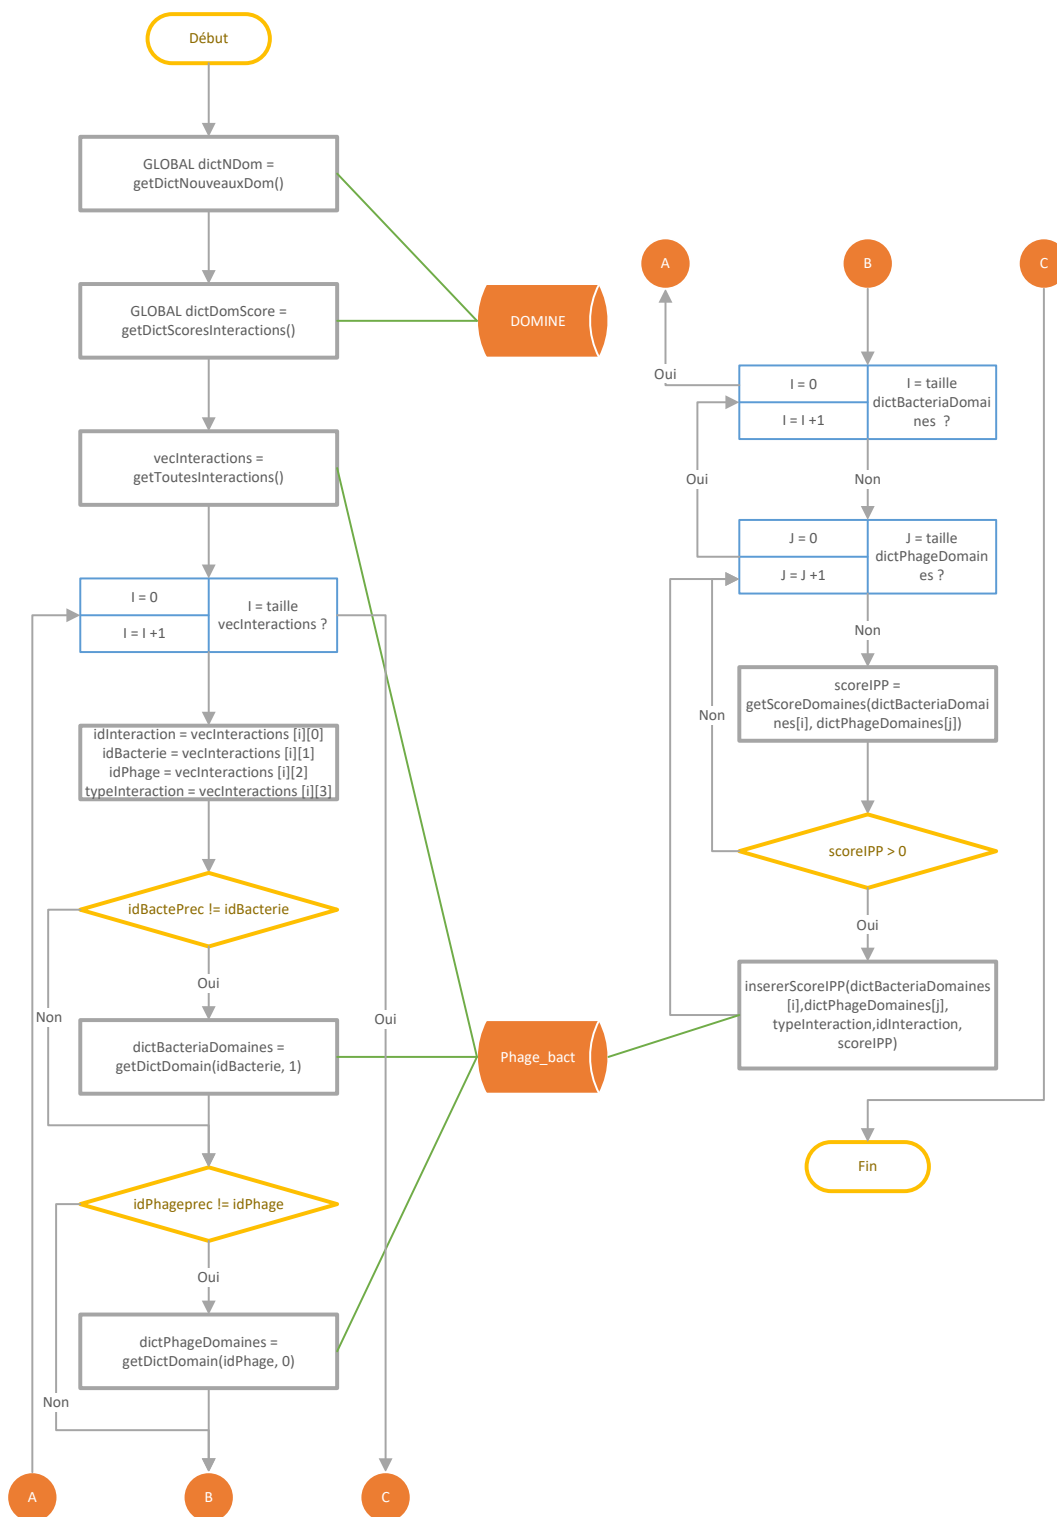 Début
GLOBAL dictNDom =
getDictNouveauxDom()
GLOBAL dictDomScore =
getDictScoresInteractions()
DOMINE
vecInteractions =
getToutesInteractions()
I = 0
I = I +1
I = taille
vecInteractions ?
idInteraction = vecInteractions [i][0]
idBacterie = vecInteractions [i][1]
idPhage = vecInteractions [i][2]
typeInteraction = vecInteractions [i][3]
idBactePrec != idBacterie
Oui
Non
Oui
dictBacteriaDomaines =
getDictDomain(idBacterie, 1)
Phage_bact
idPhageprec != idPhage
Oui
dictPhageDomaines =
getDictDomain(idPhage, 0)
Non
A
B
C
A
B
C
Oui
I = 0
I = I +1
I = taille
dictBacteriaDomai
nes ?
Oui
Non
J = 0
J = J +1
J = taille
dictPhageDomain
es ?
Non
scoreIPP =
getScoreDomaines(dictBacteriaDomai
nes[i], dictPhageDomaines[j])
Non
scoreIPP > 0
Oui
insererScoreIPP(dictBacteriaDomaines
[i],dictPhageDomaines[j],
typeInteraction,idInteraction,
scoreIPP)
Fin